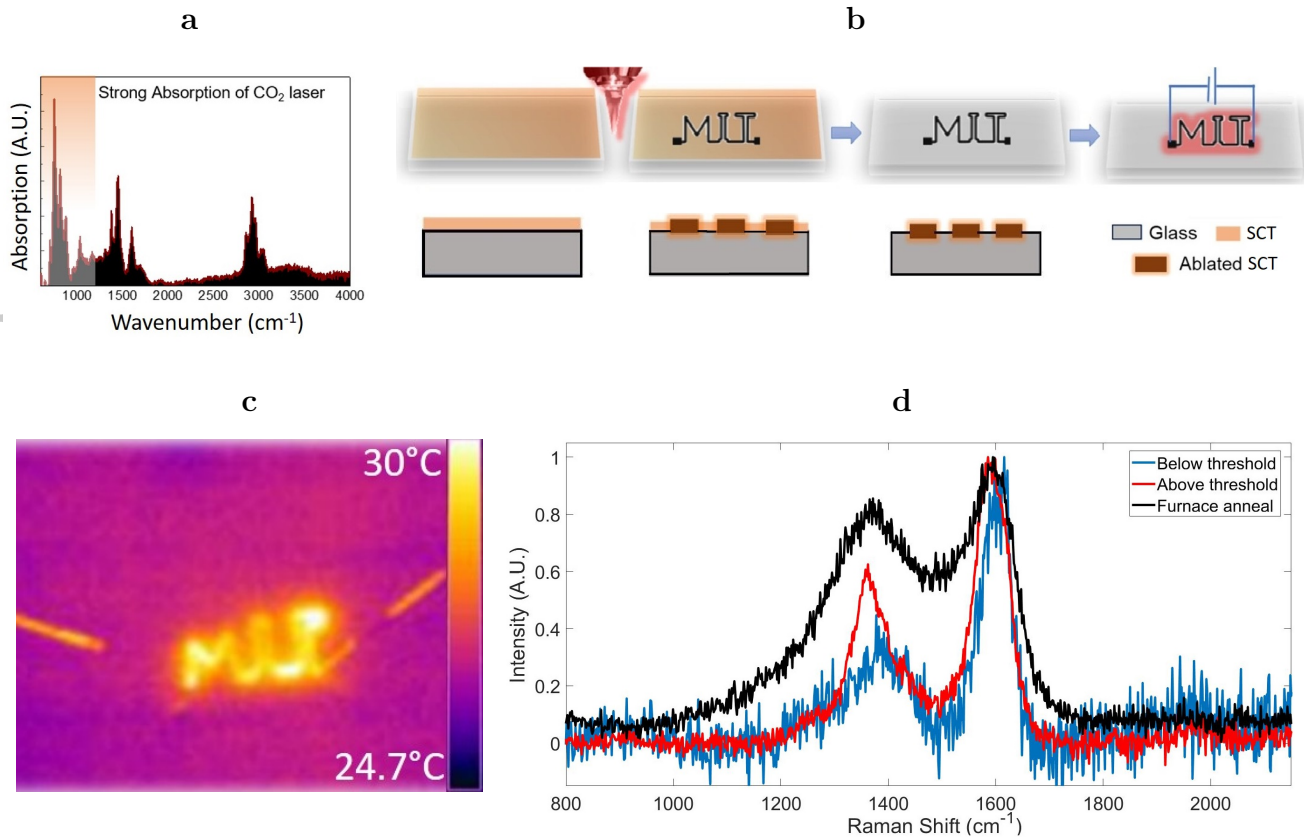 a
Strong Absorption of CO₂ laser
Absorption (A.U.)
1000 1500 2000 2500 3000 3500 4000
Wavenumber (cm⁻¹)
b
MIT MIT MIT
Glass SCT
Ablated SCT
c
30°C
MIT
24.7°C
d
Below threshold
Above threshold
Furnace anneal
Intensity (A.U.)
1
0.8
0.6
0.4
0.2
0
800 1000 1200 1400 1600 1800 2000
Raman Shift (cm⁻¹)